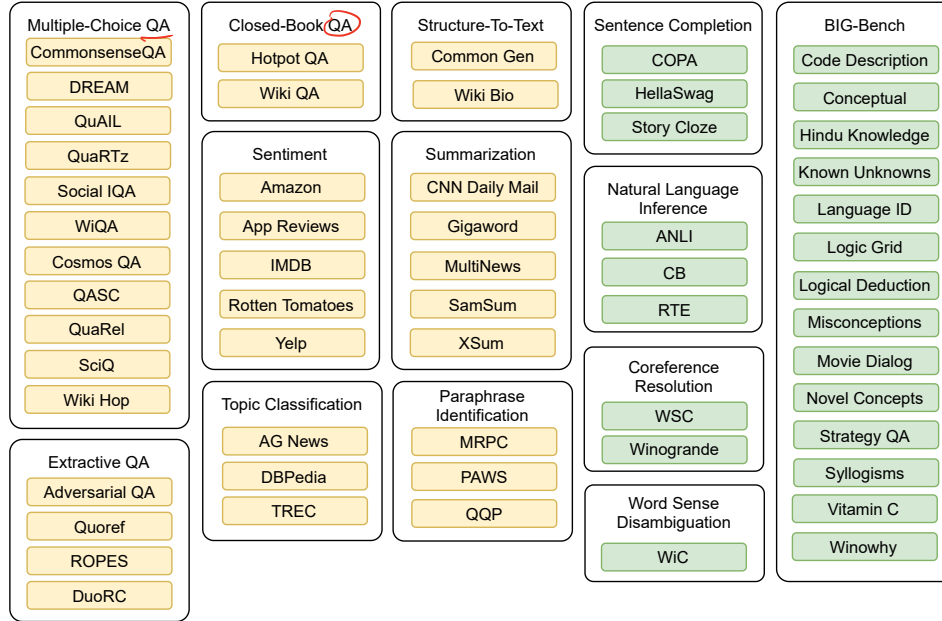 Multiple-Choice QA
CommonsenseQA
DREAM
QuAIL
QuaRTz
Social IQA
WiQA
Cosmos QA
QASC
QuaRel
SciQ
Wiki Hop
Extractive QA
Adversarial QA
Quoref
ROPES
DuoRC
Closed-Book QA
Hotpot QA
Wiki QA
Sentiment
Amazon
App Reviews
IMDB
Rotten Tomatoes
Yelp
Topic Classification
AG News
DBPedia
TREC
Structure-To-Text
Common Gen
Wiki Bio
Summarization
CNN Daily Mail
Gigaword
MultiNews
SamSum
XSum
Paraphrase
Identification
MRPC
PAWS
QQP
Sentence Completion
COPA
HellaSwag
Story Cloze
Natural Language
Inference
ANLI
CB
RTE
Coreference
Resolution
WSC
Winogrande
Word Sense
Disambiguation
WiC
BIG-Bench
Code Description
Conceptual
Hindu Knowledge
Known Unknowns
Language ID
Logic Grid
Logical Deduction
Misconceptions
Movie Dialog
Novel Concepts
Strategy QA
Syllogisms
Vitamin C
Winowhy